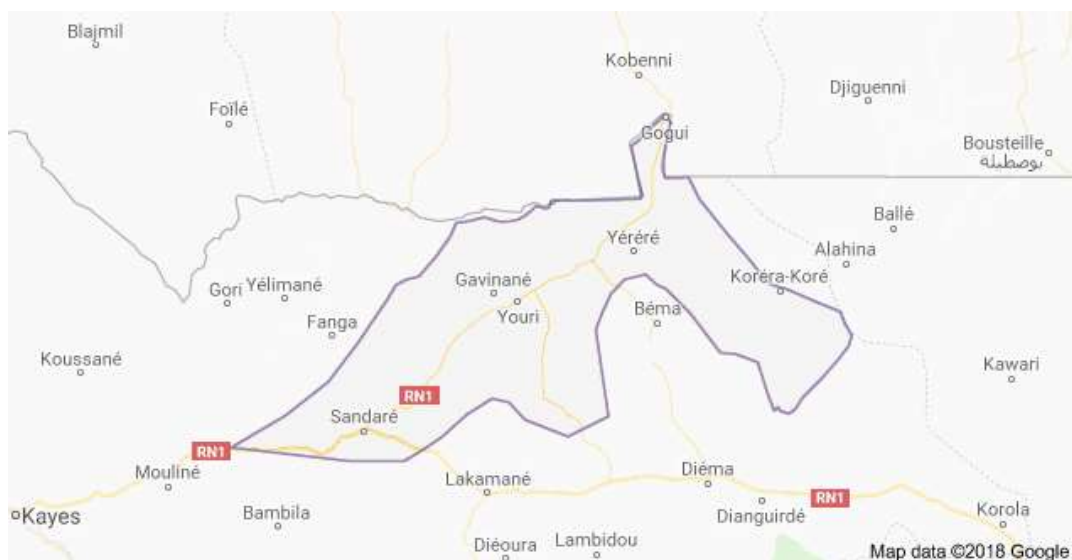 Blajmil
Kobenni
Djiguenni
Foïlé
Gogui
Bousteille
بوصطيلة
Ballé
Yéréré
Alahina
Gavinané
Koréra-Koré
Gori
Yélimané
Youri
Béma
Fanga
Koussané
Kawari
RN1
Sandaré
RN1
Mouliné
Lakamané
Diéma
RN1
Kayes
Bambila
Dianguirdé
Korola
Diéoura
Lambidou
Map data ©2018 Google